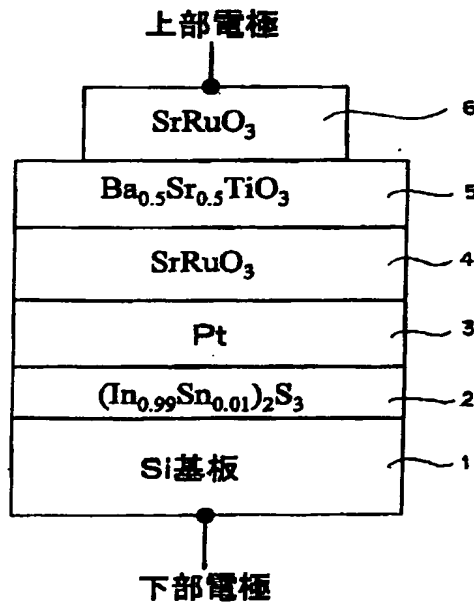 上部電極
SrRuO₃ 6
Ba₀.₅Sr₀.₅TiO₃ 5
SrRuO₃ 4
Pt 3
(In₀.₉₉Sn₀.₀₁)₂S₃ 2
Si基板 1
下部電極